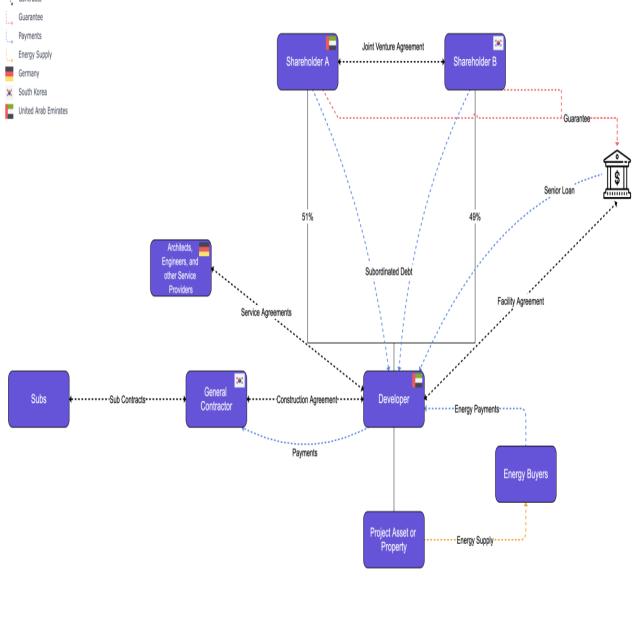 Guarantee
Payments
Energy Supply
Germany
South Korea
United Arab Emirates
Shareholder A
Joint Venture Agreement
Shareholder B
Guarantee
Senior Loan
51%
49%
Architects,
Engineers, and
other Service
Providers
Subordinated Debt
Facility Agreement
Service Agreements
Subs
Sub Contracts
General
Contractor
Construction Agreement
Developer
Energy Payments
Payments
Energy Buyers
Project Asset or
Property
Energy Supply
$